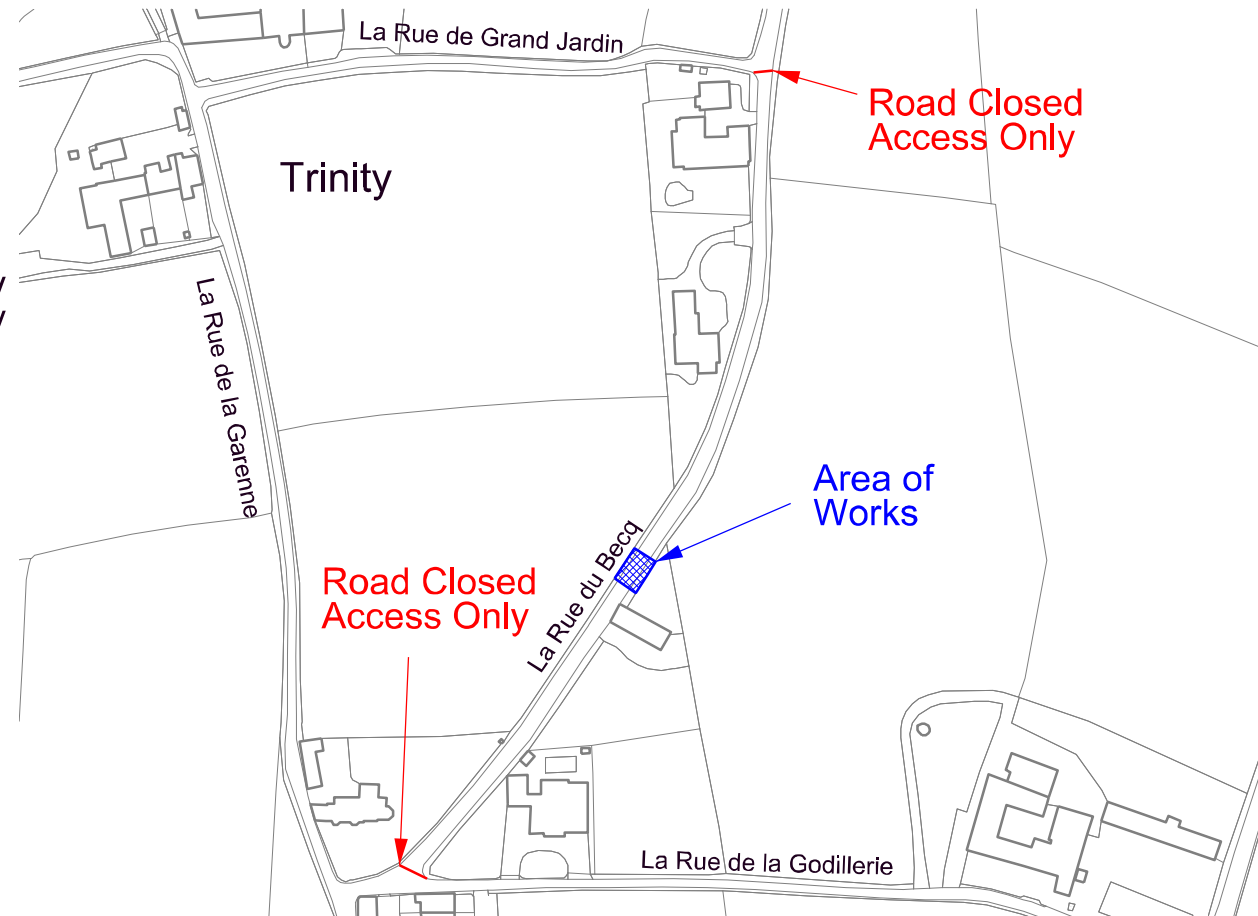 La Rue de Grand Jardin
Road Closed
Access Only
Trinity
La Rue de la Garenne
Area of
Works
La Rue du Becq
Road Closed
Access Only
La Rue de la Godillerie